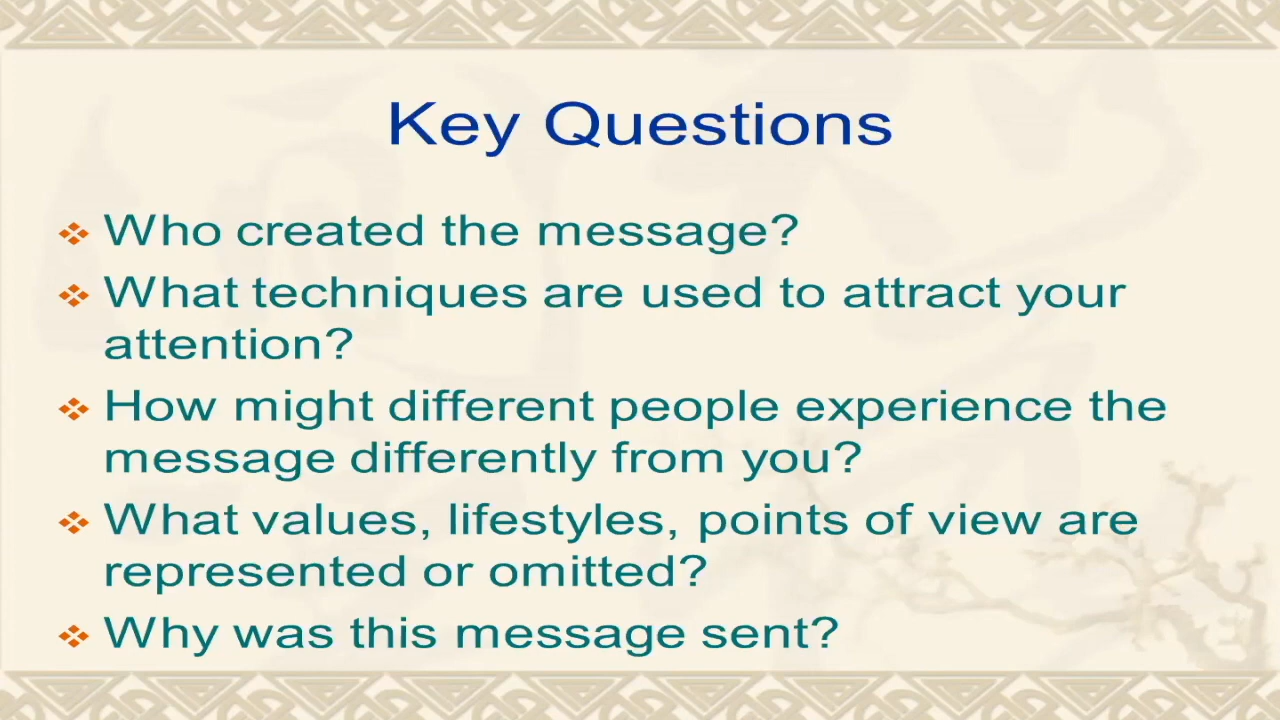 Key Questions
Who created the message?
What techniques are used to attract your
attention?
How might different people experience the
message differently from you?
What values, lifestyles, points of view are
represented or omitted?
Why was this message sent?